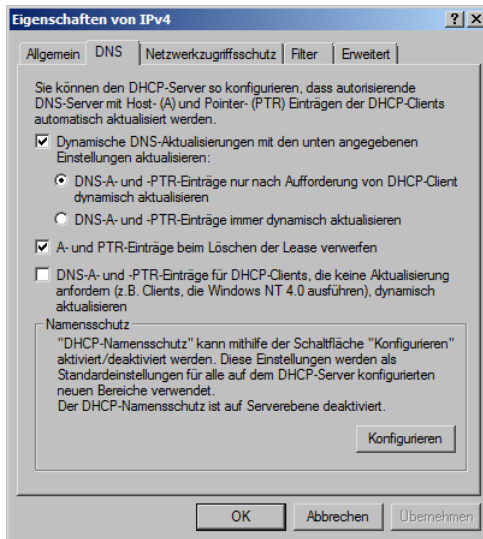 Eigenschaften von IPv4
Allgemein DNS Netzwerkzugriffsschutz Filter Erweitert
Sie können den DHCP-Server so konfigurieren, dass autorisierende
DNS-Server mit Host- (A) und Pointer- (PTR) Einträgen der DHCP-Clients
automatisch aktualisiert werden.
Dynamische DNS-Aktualisierungen mit den unten angegebenen
Einstellungen aktualisieren:
DNS-A- und -PTR-Einträge nur nach Aufforderung von DHCP-Client
dynamisch aktualisieren
DNS-A- und -PTR-Einträge immer dynamisch aktualisieren
A- und PTR-Einträge beim Löschen der Lease verwerfen
DNS-A- und -PTR-Einträge für DHCP-Clients, die keine Aktualisierung
anfordern (z.B. Clients, die Windows NT 4.0 ausführen), dynamisch
aktualisieren
Namensschutz
"DHCP-Namensschutz" kann mithilfe der Schaltfläche "Konfigurieren"
aktiviert/deaktiviert werden. Diese Einstellungen werden als
Standardeinstellungen für alle auf dem DHCP-Server konfigurierten
neuen Bereiche verwendet.
Der DHCP-Namensschutz ist auf Serverebene deaktiviert.
Konfigurieren
OK Abbrechen Übernehmen